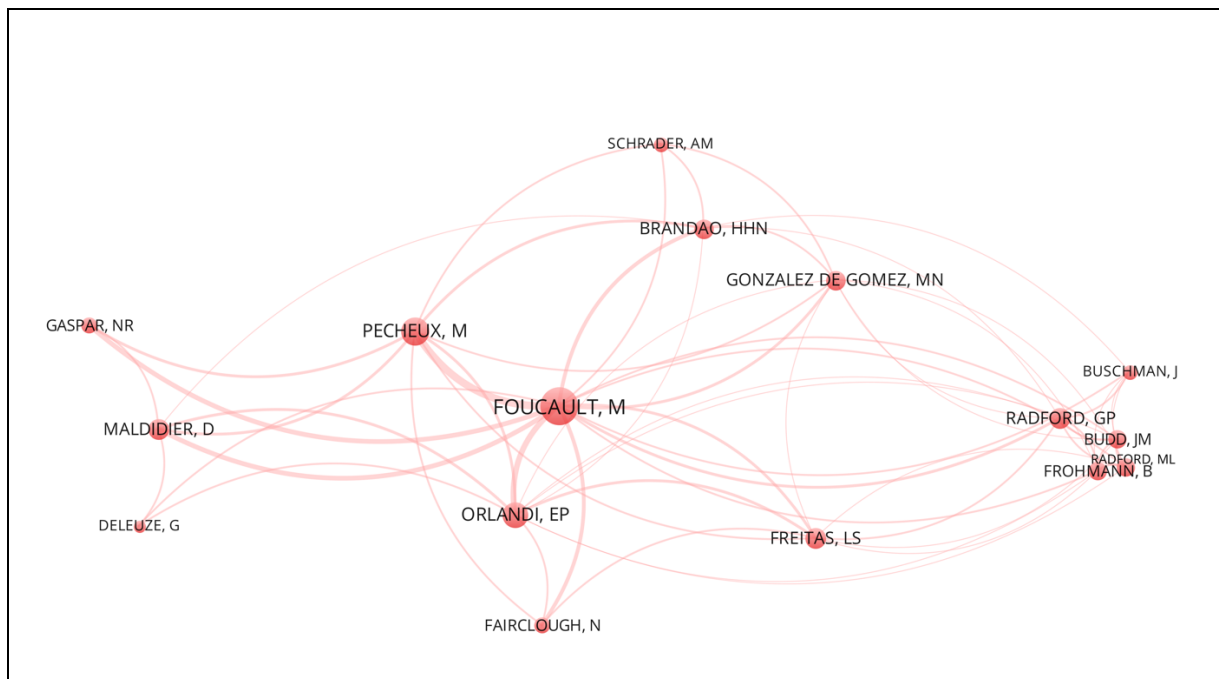 SCHRADER, AM
BRANDAO, HHN
GONZALEZ DE GOMEZ, MN
GASPAR, NR
PECHEUX, M
BUSCHMAN, J
FOUCAULT, M
RADFORD, GP
MALDIDIER, D
BUDD, JM
RADFORD, ML
FROHMANN, B
ORLANDI, EP
DELEUZE, G
FREITAS, LS
FAIRCLOUGH, N